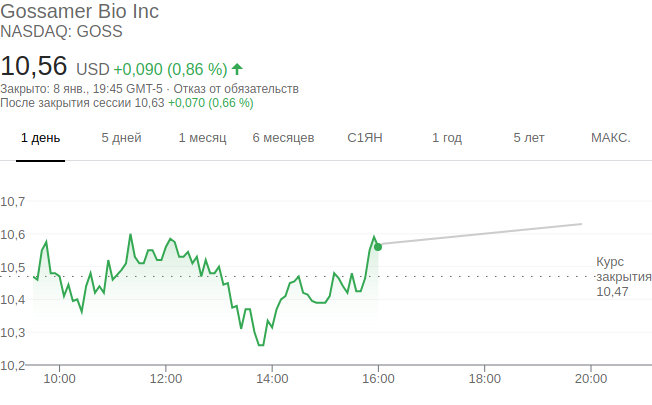 Gossamer Bio Inc
NASDAQ: GOSS
10,56 USD +0,090 (0,86 %)
Закрыто: 8 янв., 19:45 GMT-5 · Отказ от обязательств
После закрытия сессии 10,63 +0,070 (0,66 %)
1 день 5 дней 1 месяц 6 месяцев С1ЯН 1 год 5 лет МАКС.
10,7
10,6
10,5
10,4
10,3
10,2
Курс
закрытия
10,47
10:00 12:00 14:00 16:00 18:00 20:00